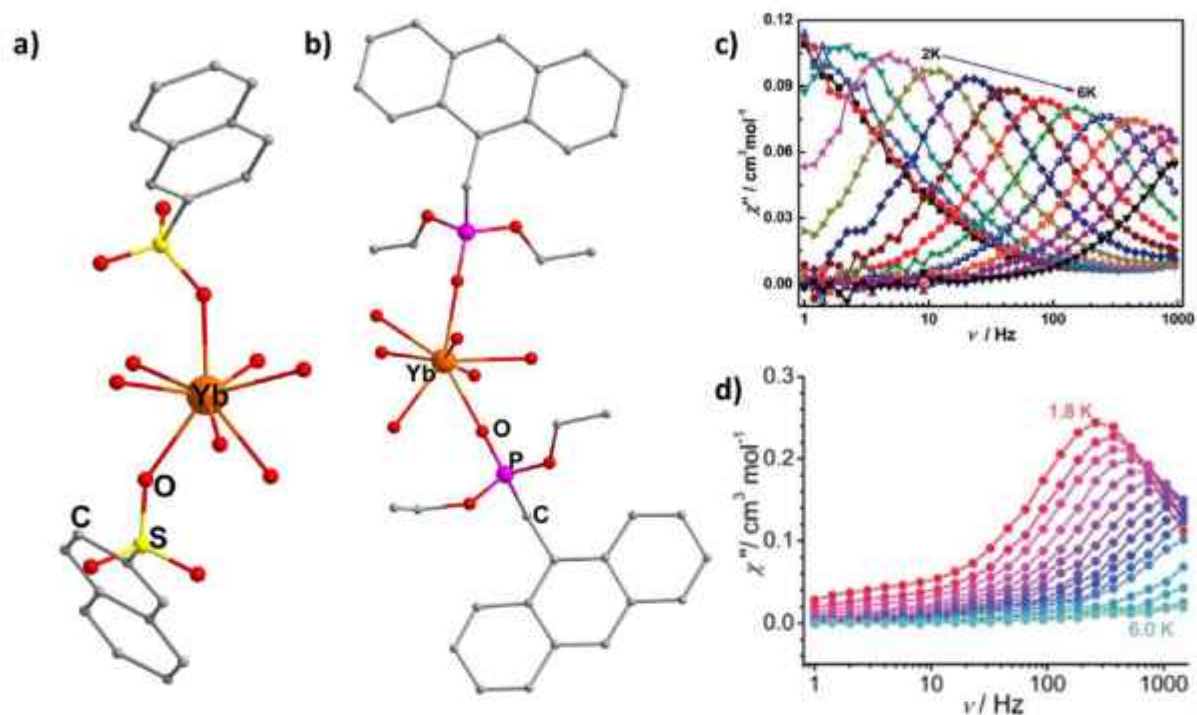 a)
Yb
O
C
S
b)
Yb
O
P
C
c)
0.12
0.09
0.06
0.03
0.00
χ'' / cm³mol⁻¹
2K
6K
1
10
100
1000
ν / Hz
d)
0.3
0.2
0.1
0.0
χ''/ cm³ mol⁻¹
1.8 K
6.0 K
1
10
100
1000
ν / Hz